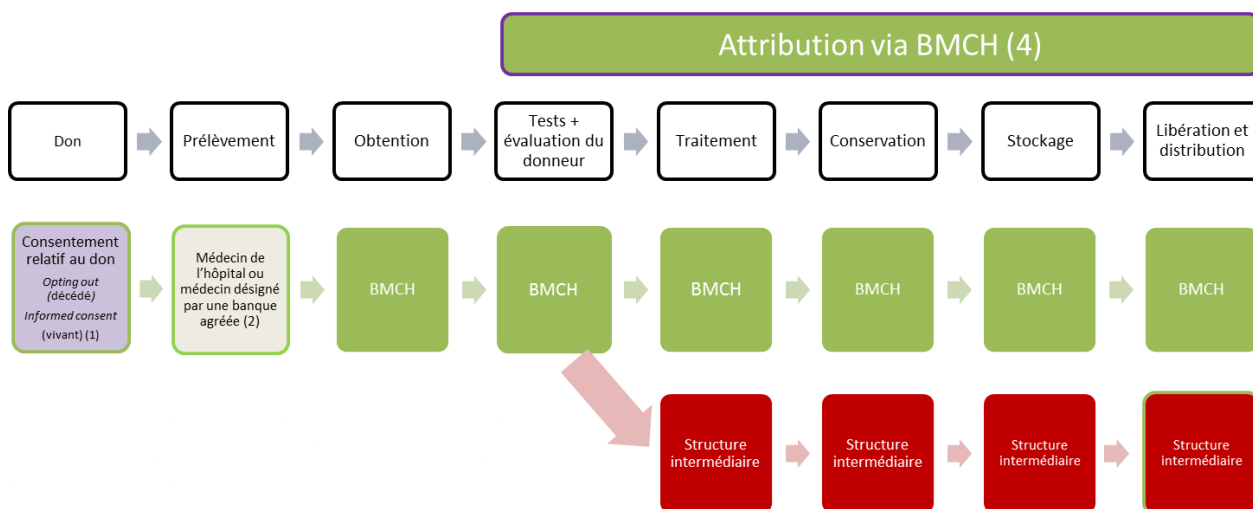 Attribution via BMCH (4)
Don
Prélèvement
Obtention
Tests +
évaluation du
donneur
Traitement
Conservation
Stockage
Libération et
distribution
Consentement
relatif au don
Opting out
(décédé)
Informed consent
(vivant) (1)
Médecin de
l'hôpital ou
médecin désigné
par une banque
agréée (2)
BMCH
BMCH
BMCH
BMCH
BMCH
BMCH
Structure
intermédiaire
Structure
intermédiaire
Structure
intermédiaire
Structure
intermédiaire